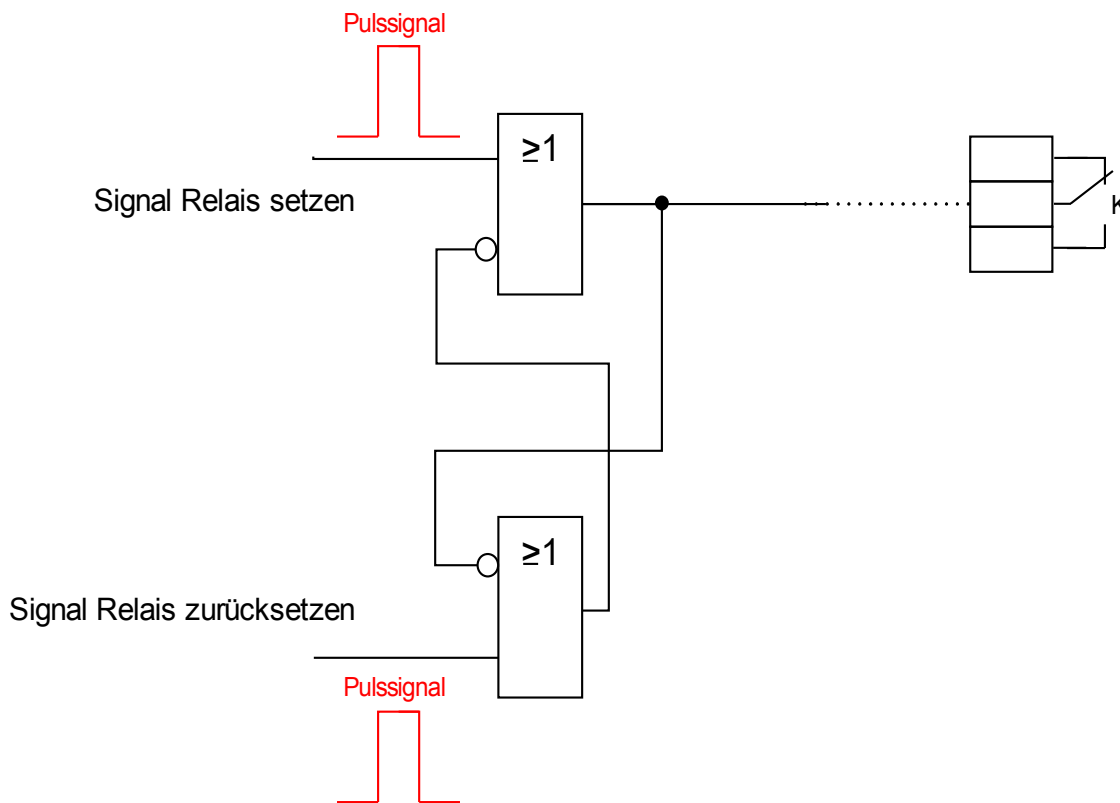 Pulssignal
≥1
Signal Relais setzen
≥1
Signal Relais zurücksetzen
Pulssignal